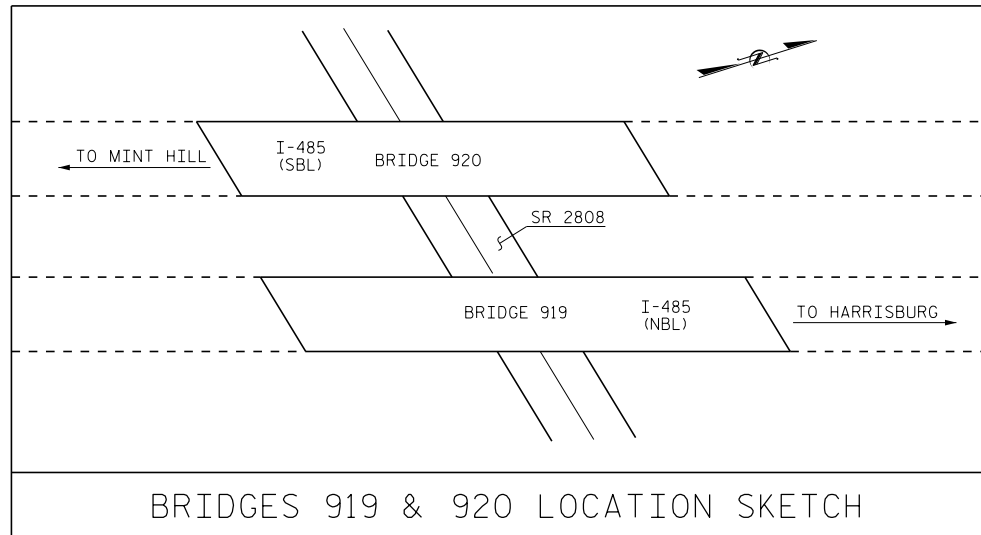 I-485
(SBL)
BRIDGE 920
TO MINT HILL
SR 2808
BRIDGE 919
I-485
(NBL)
TO HARRISBURG
BRIDGES 919 & 920 LOCATION SKETCH